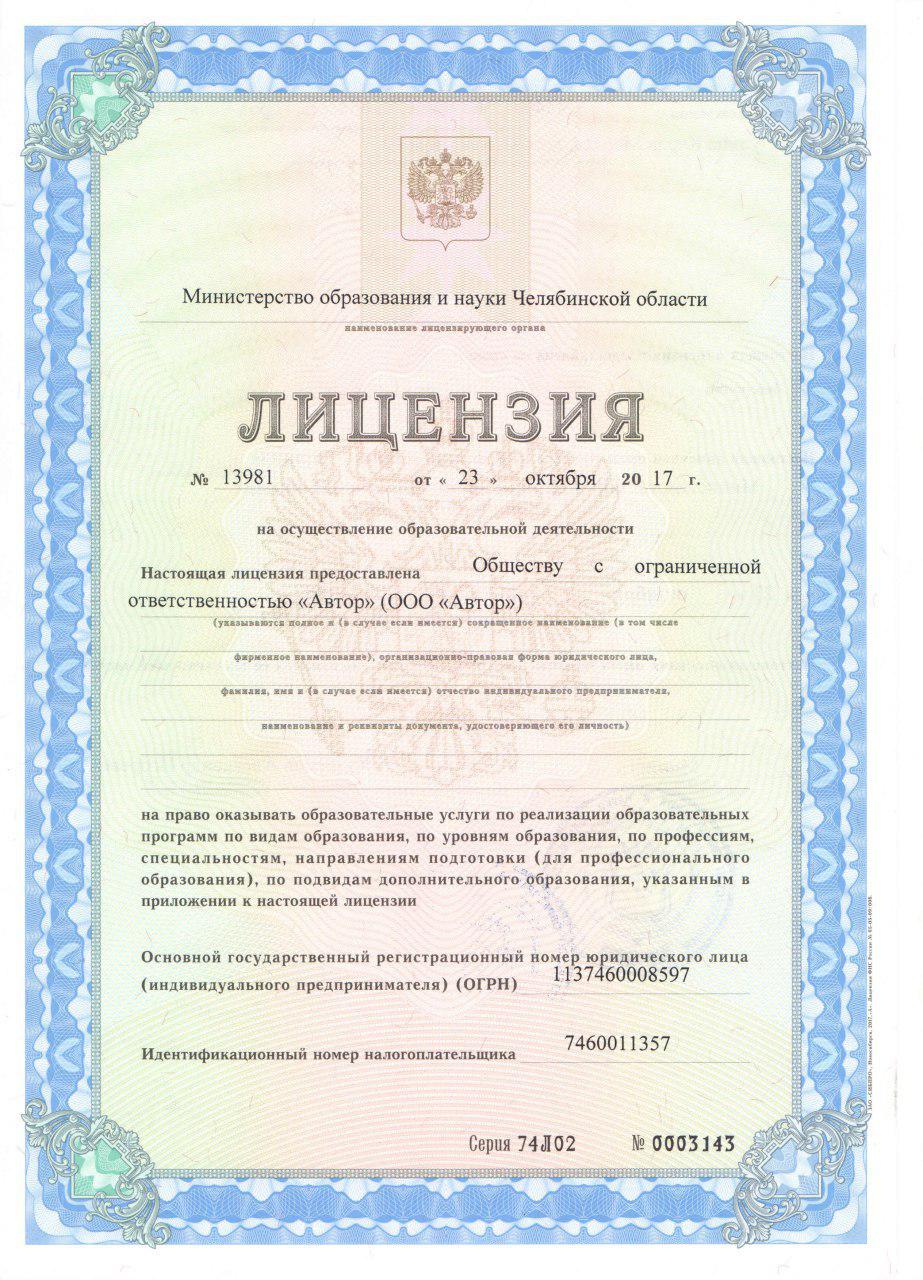 Министерство образования и науки Челябинской области
наименование лицензирующего органа
ЛИЦЕНЗИЯ
№ 13981 от « 23 » октября 20 17 г.
на осуществление образовательной деятельности
Настоящая лицензия предоставлена Обществу с ограниченной
ответственностью «Автор» (ООО «Автор»)
(указываются полное и (в случае если имеется) сокращенное наименование (в том числе
фирменное наименование), организационно-правовая форма юридического лица,
фамилия, имя и (в случае если имеется) отчество индивидуального предпринимателя,
наименование и реквизиты документа, удостоверяющего его личность)
на право оказывать образовательные услуги по реализации образовательных
программ по видам образования, по уровням образования, по профессиям,
специальностям, направлениям подготовки (для профессионального
образования), по подвидам дополнительного образования, указанным в
приложении к настоящей лицензии
Основной государственный регистрационный номер юридического лица
(индивидуального предпринимателя) (ОГРН) 1137460008597
Идентификационный номер налогоплательщика 7460011357
Серия 74Л02 № 0003143